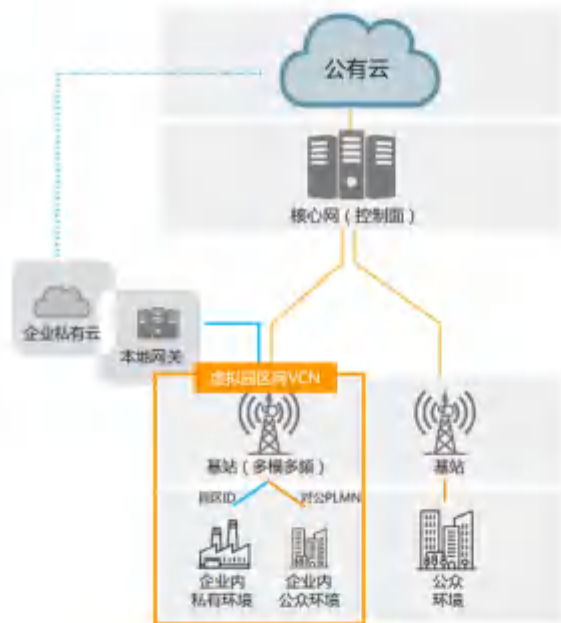 公有云
核心网（控制面）
企业私有云
本地网关
虚拟园区网VCN
基站（多模多频）
基站
园区ID
对公PLMN
企业内
私有环境
企业内
公众环境
公众
环境